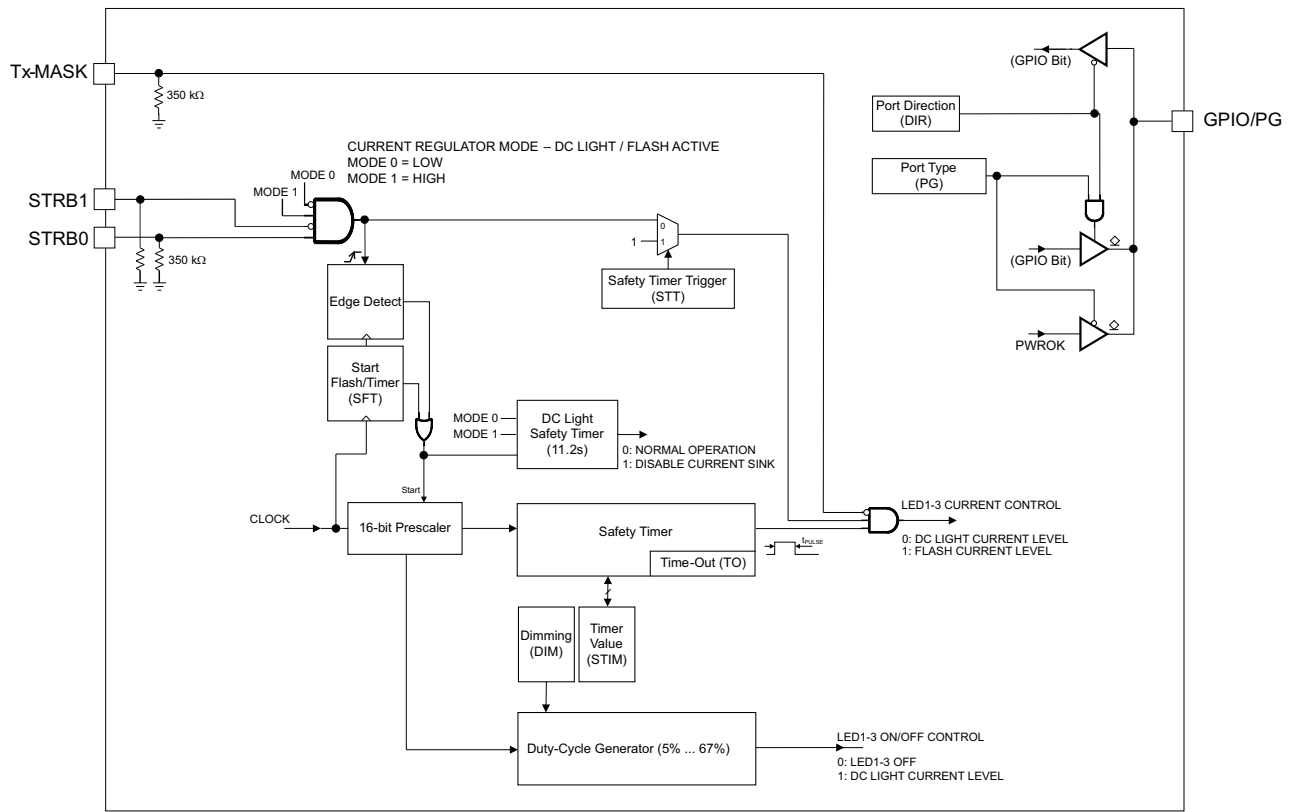 Tx-MASK
350 kΩ
(GPIO Bit)
Port Direction
(DIR)
GPIO/PG
CURRENT REGULATOR MODE – DC LIGHT / FLASH ACTIVE
MODE 0 = LOW
MODE 1 = HIGH
MODE 0
MODE 1
Port Type
(PG)
STRB1
STRB0
350 kΩ
0
1
1
(GPIO Bit)
Safety Timer Trigger
(STT)
Edge Detect
PWROK
Start
Flash/Timer
(SFT)
MODE 0
MODE 1
DC Light
Safety Timer
(11.2s)
0: NORMAL OPERATION
1: DISABLE CURRENT SINK
Start
CLOCK
16-bit Prescaler
Safety Timer
Time-Out (TO)
tPULSE
LED1-3 CURRENT CONTROL
0: DC LIGHT CURRENT LEVEL
1: FLASH CURRENT LEVEL
Dimming
(DIM)
Timer
Value
(STIM)
Duty-Cycle Generator (5% ... 67%)
LED1-3 ON/OFF CONTROL
0: LED1-3 OFF
1: DC LIGHT CURRENT LEVEL